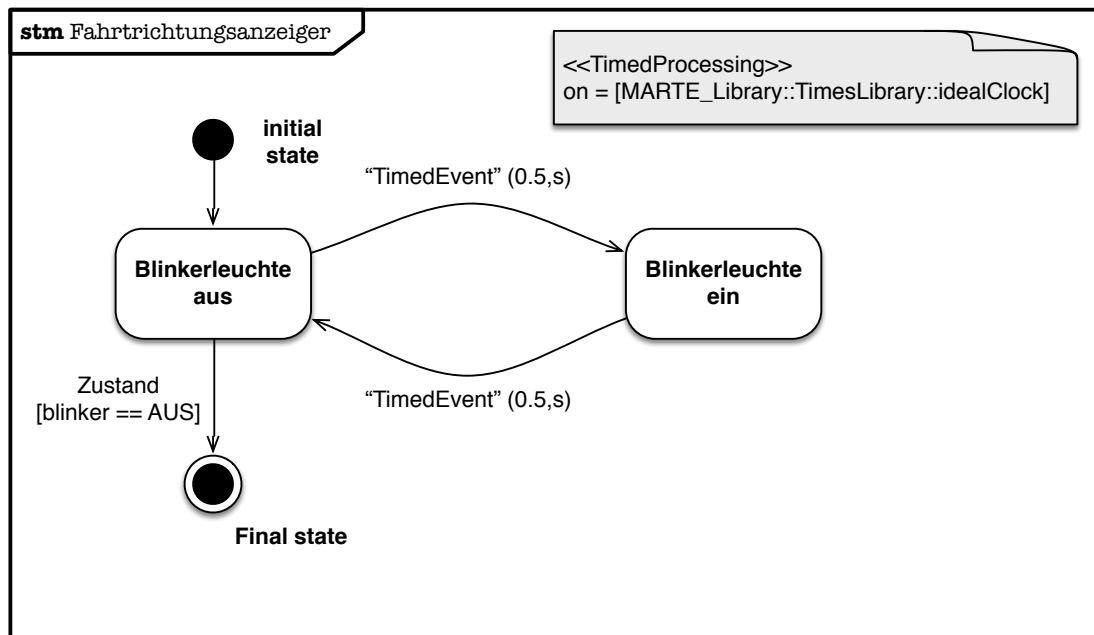 stm Fahrtrichtungsanzeiger
<<TimedProcessing>>
on = [MARTE_Library::TimesLibrary::idealClock]
initial
state
“TimedEvent” (0.5,s)
Blinkerleuchte
aus
Blinkerleuchte
ein
“TimedEvent” (0.5,s)
Zustand
[blinker == AUS]
Final state